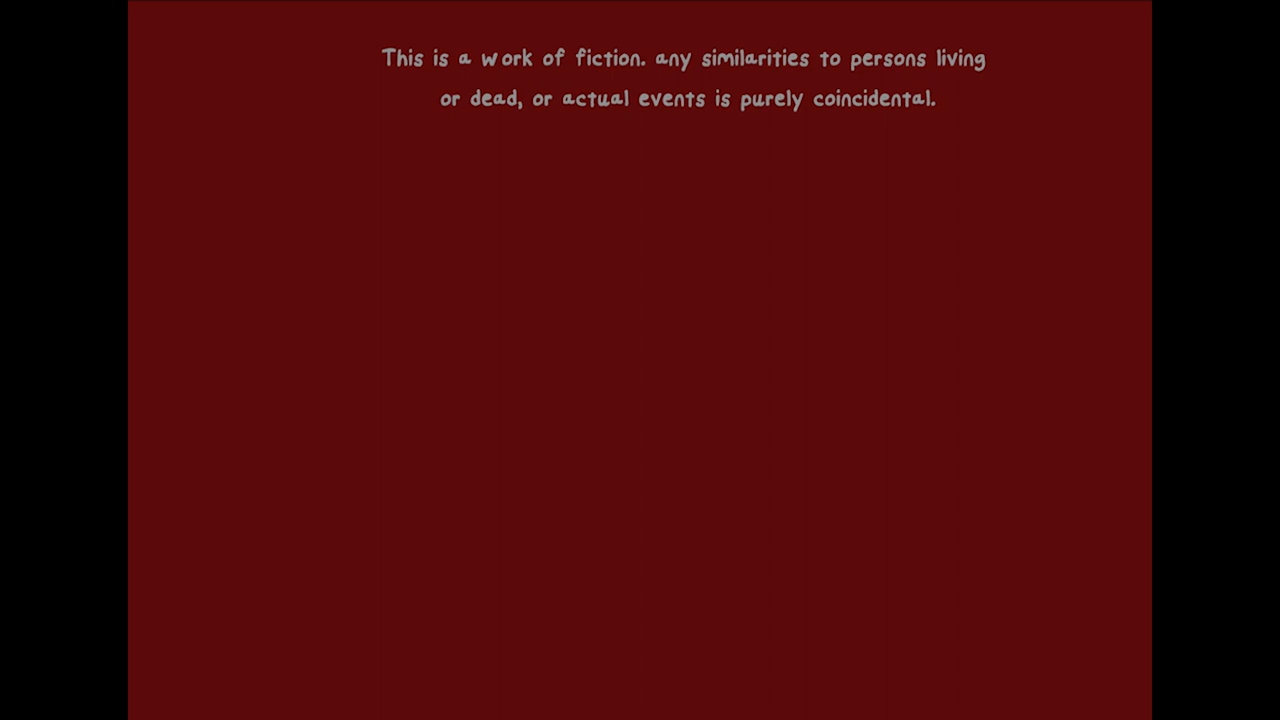 This is a work of fiction. any similarities to persons living
or dead, or actual events is purely coincidental.